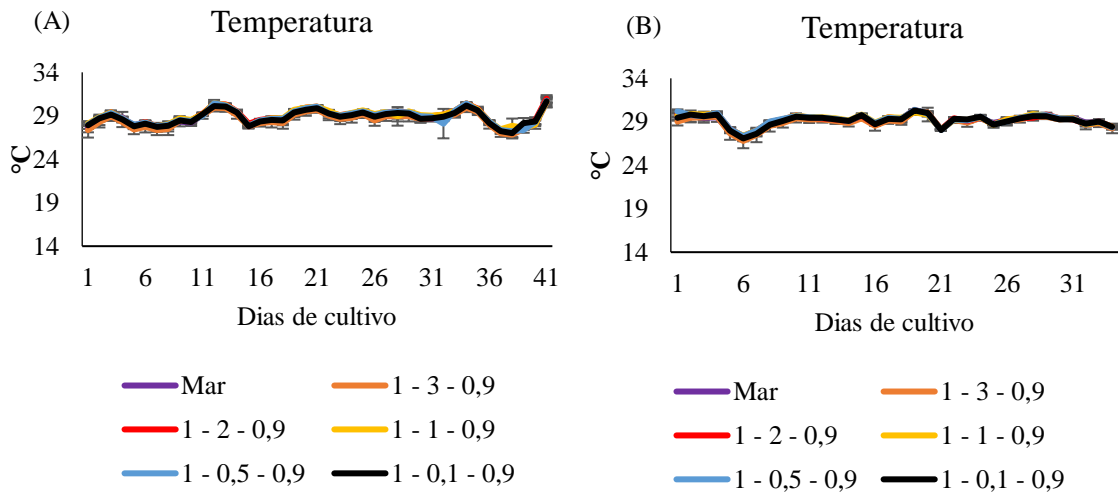 (A) Temperatura
34
29
24
19
14
°C
1 6 11 16 21 26 31 36 41
Dias de cultivo
Mar 1 - 3 - 0,9
1 - 2 - 0,9 1 - 1 - 0,9
1 - 0,5 - 0,9 1 - 0,1 - 0,9
(B) Temperatura
34
29
24
19
14
°C
1 6 11 16 21 26 31
Dias de cultivo
Mar 1 - 3 - 0,9
1 - 2 - 0,9 1 - 1 - 0,9
1 - 0,5 - 0,9 1 - 0,1 - 0,9